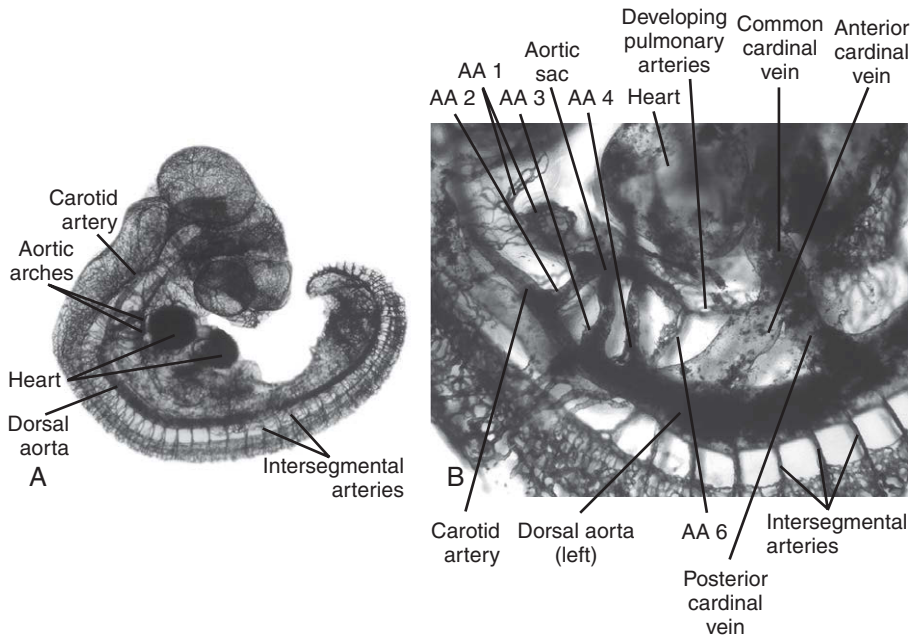 Carotid
artery
Aortic
arches
Heart
Dorsal
aorta
A
Intersegmental
arteries
AA 1
AA 2
AA 3
Aortic
sac
AA 4
Developing
pulmonary
arteries
Heart
Common
cardinal
vein
Anterior
cardinal
vein
B
Carotid
artery
Dorsal aorta
(left)
AA 6
Posterior
cardinal
vein
Intersegmental
arteries